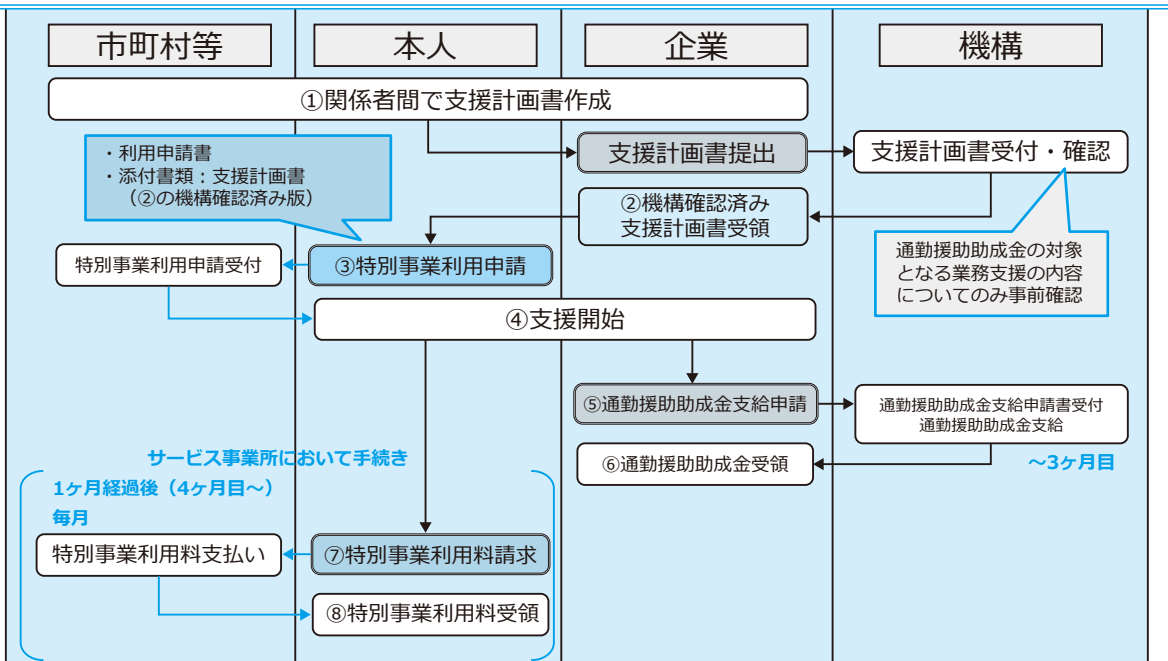 市町村等
本人
企業
機構
①関係者間で支援計画書作成
・利用申請書
・添付書類：支援計画書
（②の機構確認済み版）
支援計画書提出
支援計画書受付・確認
②機構確認済み
支援計画書受領
通勤援助助成金の対象
となる業務支援の内容
についてのみ事前確認
特別事業利用申請受付
③特別事業利用申請
④支援開始
⑤通勤援助助成金支給申請
通勤援助助成金支給申請書受付
通勤援助助成金支給
⑥通勤援助助成金受領
～3ヶ月目
サービス事業所において手続き
1ヶ月経過後（4ヶ月目～）
毎月
特別事業利用料支払い
⑦特別事業利用料請求
⑧特別事業利用料受領